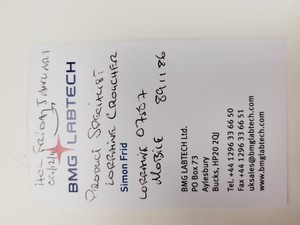 BMG LABTECH
PRODUCT SPECIALIST
LORRAINE CROUCHER
Simon Frid
LORRAINE 07587
MOBILE 891186
BMG LABTECH Ltd.
PO Box 73
Aylesbury
Bucks, HP20 2QJ
Tel. +44 1296 33 66 50
Fax +44 1296 33 66 51
uksales@bmglabtech.com
www.bmglabtech.com